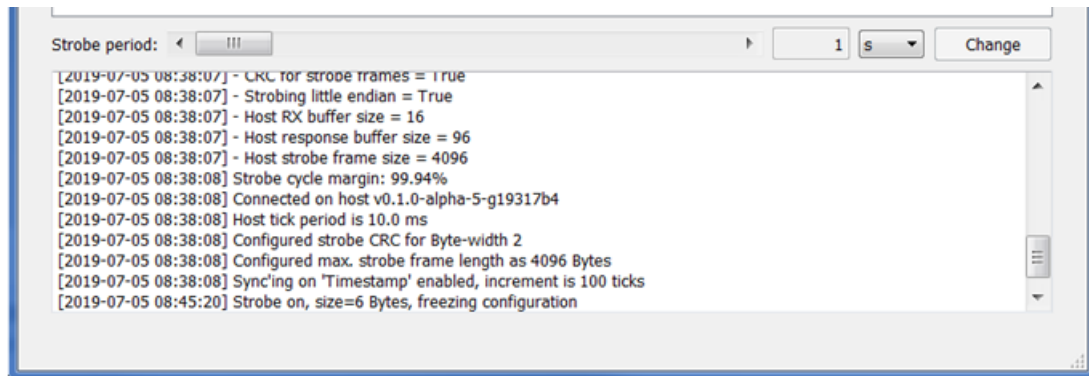 Strobe period: 1 s Change
[2019-07-05 08:38:07] - CRC for strobe frames = True
[2019-07-05 08:38:07] - Strobing little endian = True
[2019-07-05 08:38:07] - Host RX buffer size = 16
[2019-07-05 08:38:07] - Host response buffer size = 96
[2019-07-05 08:38:07] - Host strobe frame size = 4096
[2019-07-05 08:38:08] Strobe cycle margin: 99.94%
[2019-07-05 08:38:08] Connected on host v0.1.0-alpha-5-g19317b4
[2019-07-05 08:38:08] Host tick period is 10.0 ms
[2019-07-05 08:38:08] Configured strobe CRC for Byte-width 2
[2019-07-05 08:38:08] Configured max. strobe frame length as 4096 Bytes
[2019-07-05 08:38:08] Sync'ing on 'Timestamp' enabled, increment is 100 ticks
[2019-07-05 08:45:20] Strobe on, size=6 Bytes, freezing configuration